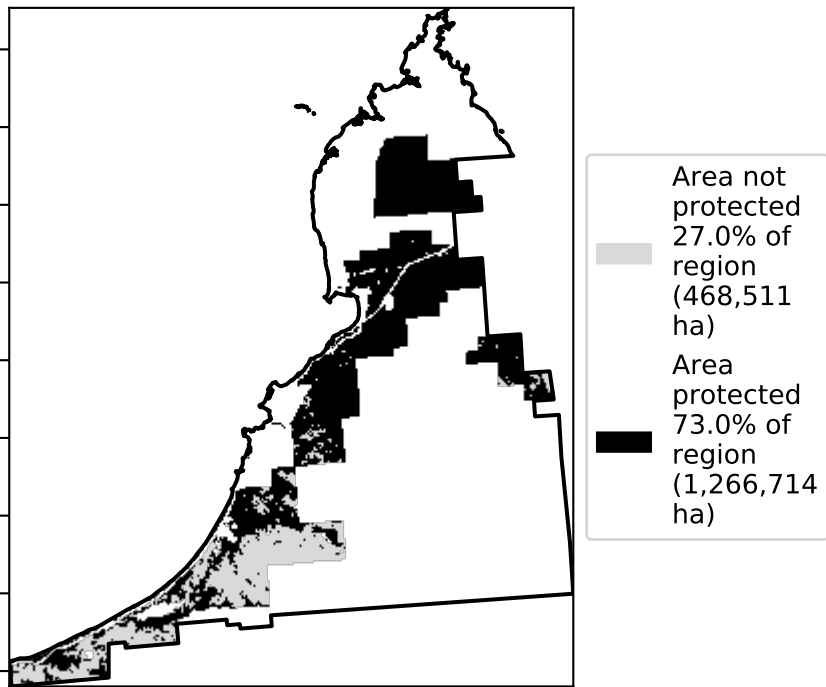 Area not
protected
27.0% of
region
(468,511
ha)
Area
protected
73.0% of
region
(1,266,714
ha)